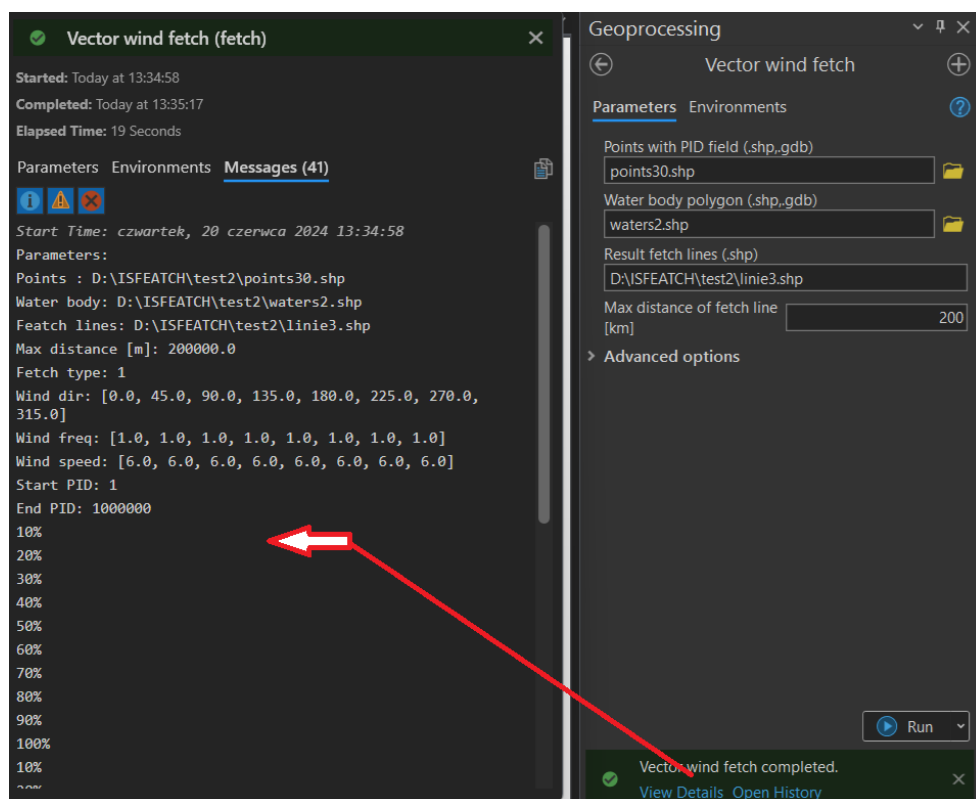 Vector wind fetch (fetch)
Started: Today at 13:34:58
Completed: Today at 13:35:17
Elapsed Time: 19 Seconds
Parameters Environments Messages (41)
Start Time: czwartek, 20 czerwca 2024 13:34:58
Parameters:
Points : D:\ISFEATCH\test2\points30.shp
Water body: D:\ISFEATCH\test2\waters2.shp
Featch lines: D:\ISFEATCH\test2\linie3.shp
Max distance [m]: 200000.0
Fetch type: 1
Wind dir: [0.0, 45.0, 90.0, 135.0, 180.0, 225.0, 270.0,
315.0]
Wind freq: [1.0, 1.0, 1.0, 1.0, 1.0, 1.0, 1.0, 1.0]
Wind speed: [6.0, 6.0, 6.0, 6.0, 6.0, 6.0, 6.0, 6.0]
Start PID: 1
End PID: 1000000
10%
20%
30%
40%
50%
60%
70%
80%
90%
100%
10%
Geoprocessing
Vector wind fetch
Parameters Environments
Points with PID field (.shp,.gdb)
points30.shp
Water body polygon (.shp,.gdb)
waters2.shp
Result fetch lines (.shp)
D:\ISFEATCH\test2\linie3.shp
Max distance of fetch line
[km]
200
Advanced options
Run
Vector wind fetch completed.
View Details Open History